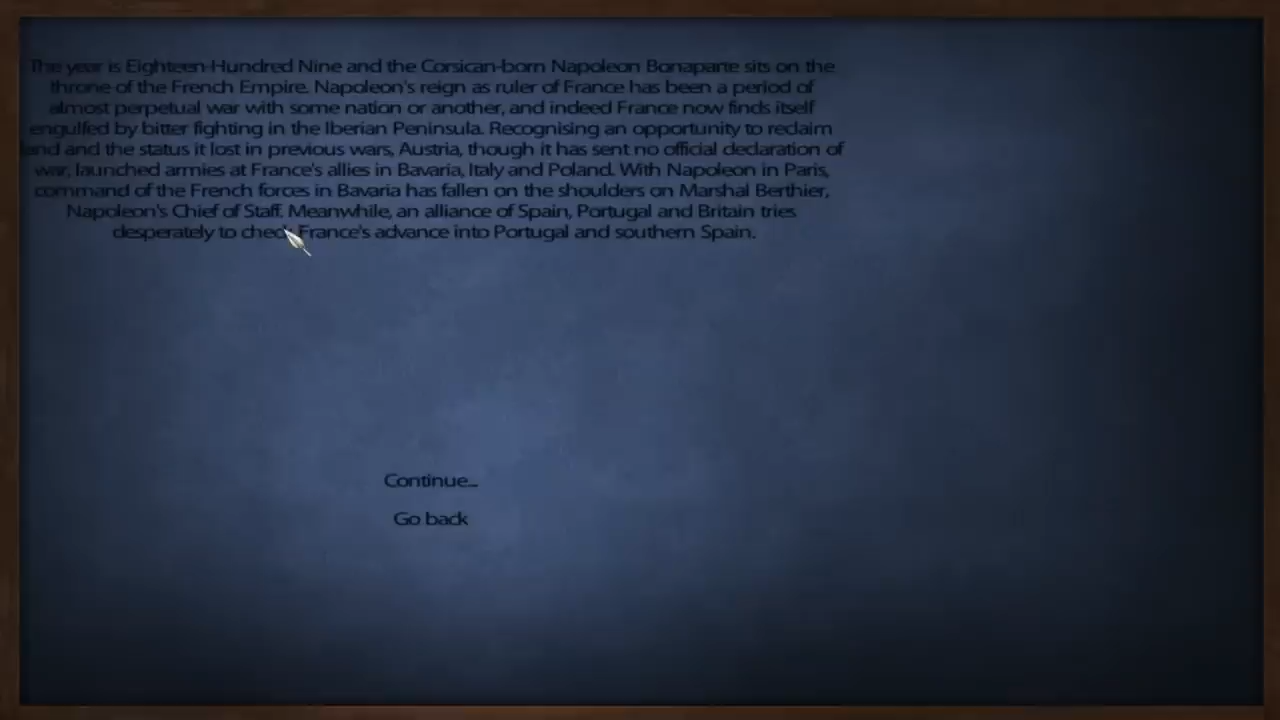 The year is Eighteen-Hundred Nine and the Corsican-born Napoleon Bonaparte sits on the
throne of the French Empire. Napoleon's reign as ruler of France has been a period of
almost perpetual war with some nation or another, and indeed France now finds itself
engulfed by bitter fighting in the Iberian Peninsula. Recognising an opportunity to reclaim
land and the status it lost in previous wars, Austria, though it has sent no official declaration of
war, launched armies at France's allies in Bavaria, Italy and Poland. With Napoleon in Paris,
command of the French forces in Bavaria has fallen on the shoulders on Marshal Berthier,
Napoleon's Chief of Staff. Meanwhile, an alliance of Spain, Portugal and Britain tries
desperately to check France's advance into Portugal and southern Spain.
Continue...
Go back